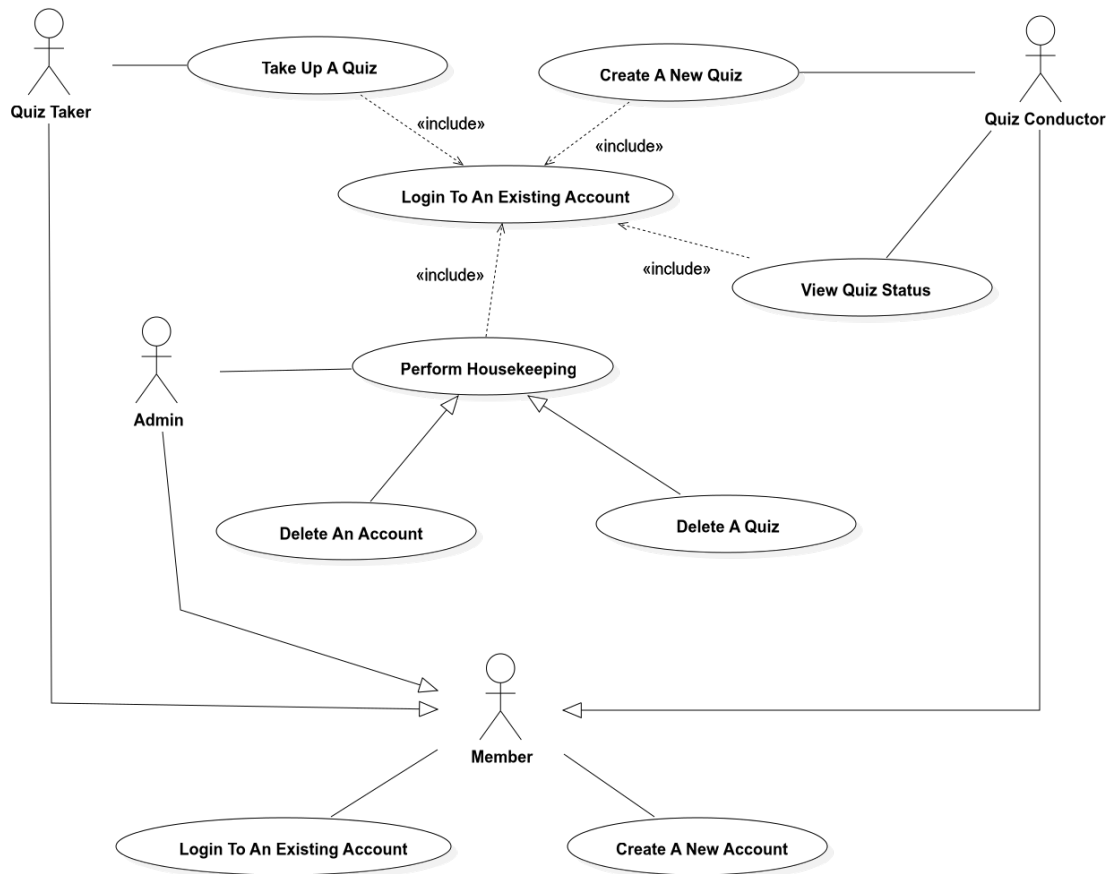 Take Up A Quiz
Create A New Quiz
Quiz Taker
Quiz Conductor
«include»
«include»
Login To An Existing Account
«include»
«include»
View Quiz Status
Perform Housekeeping
Admin
Delete An Account
Delete A Quiz
Member
Login To An Existing Account
Create A New Account